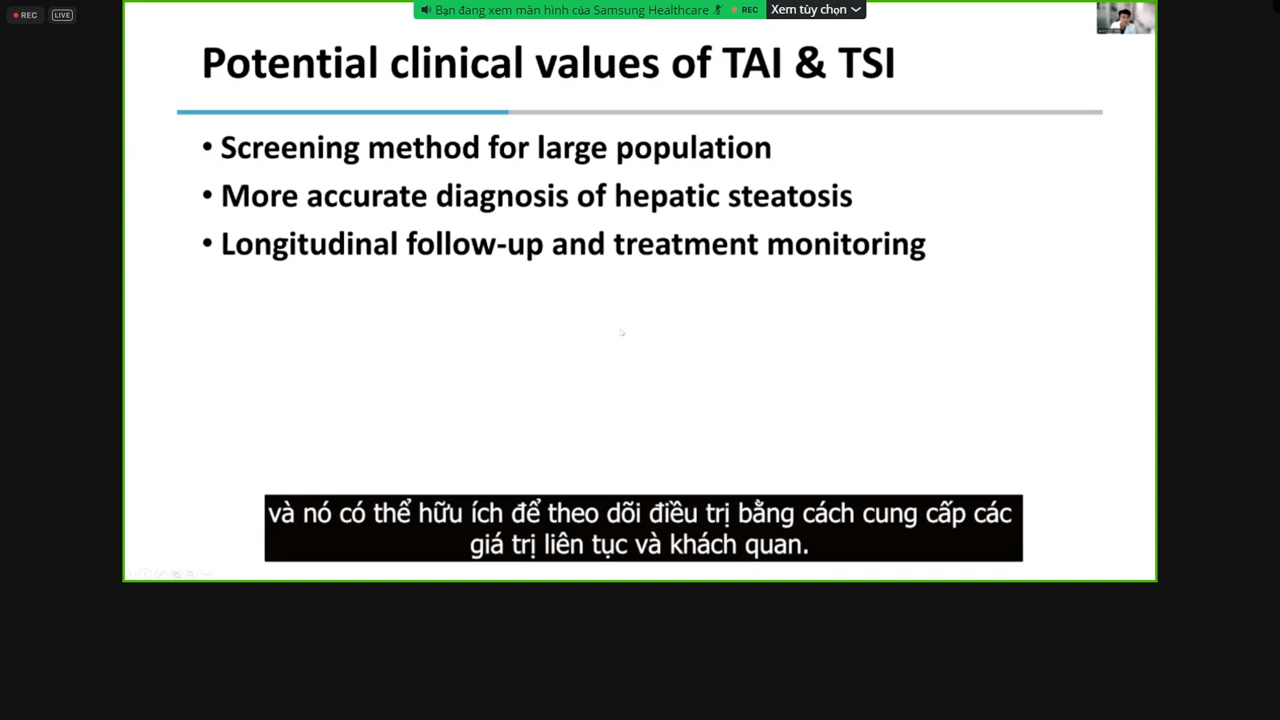 REC
LIVE
Bạn đang xem màn hình của Samsung Healthcare
REC
Xem tùy chọn
Potential clinical values of TAI & TSI
• Screening method for large population
• More accurate diagnosis of hepatic steatosis
• Longitudinal follow-up and treatment monitoring
và nó có thể hữu ích để theo dõi điều trị bằng cách cung cấp các
giá trị liên tục và khách quan.